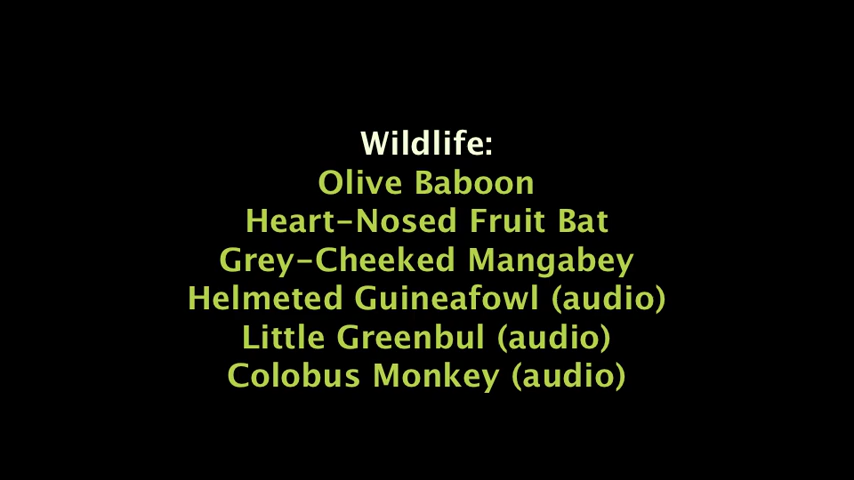 Wildlife:
Olive Baboon
Heart-Nosed Fruit Bat
Grey-Cheeked Mangabey
Helmeted Guineafowl (audio)
Little Greenbul (audio)
Colobus Monkey (audio)